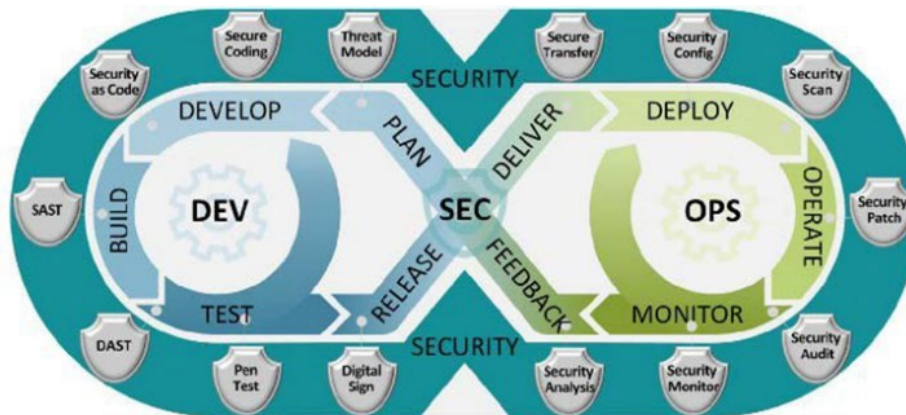 Secure
Coding
Threat
Model
Secure
Transfer
Security
Config
Security
as Code
SECURITY
Security
Scan
DEVELOP
PLAN
DELIVER
DEPLOY
SAST
BUILD
DEV
SEC
OPS
OPERATE
Security
Patch
TEST
RELEASE
FEEDBACK
MONITOR
DAST
SECURITY
Security
Audit
Pen
Test
Digital
Sign
Security
Analysis
Security
Monitor